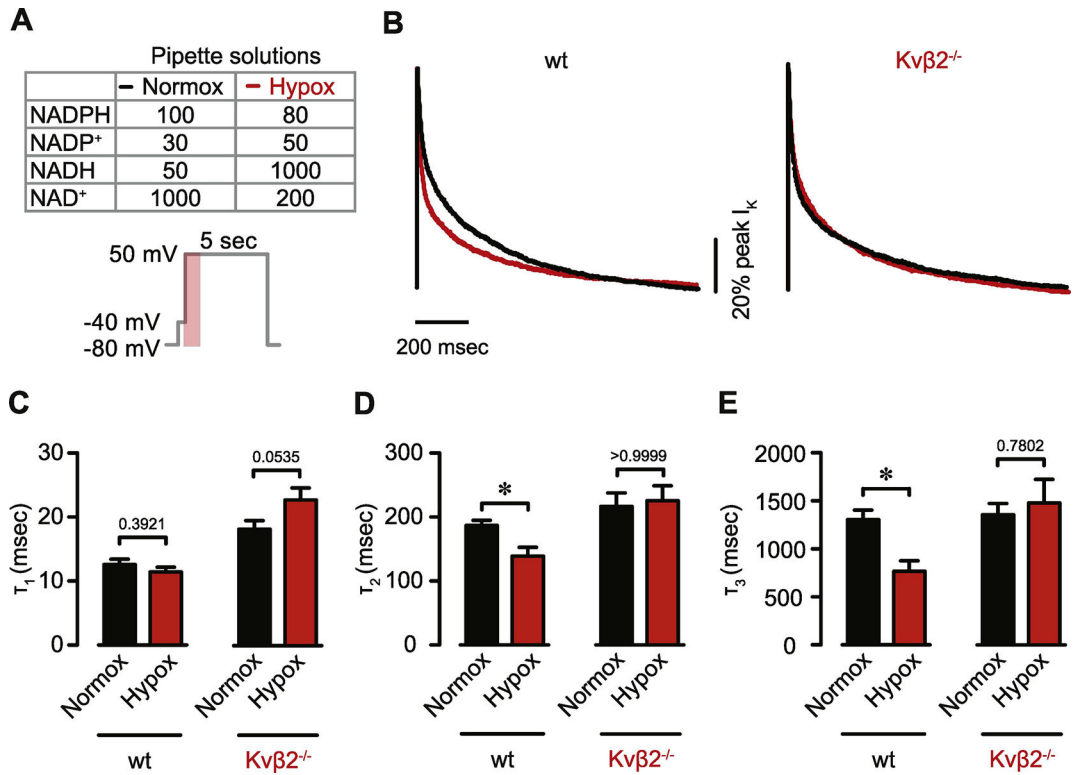 A
Pipette solutions
Normox Hypox
NADPH 100 80
NADP+ 30 50
NADH 50 1000
NAD+ 1000 200
5 sec
50 mV
-40 mV
-80 mV
B
wt Kvβ2-/-
20% peak IK
200 msec
C
τ1 (msec)
30
20
10
0
0.3921
0.0535
Normox Hypox Normox Hypox
wt Kvβ2-/-
D
τ2 (msec)
300
200
100
0
*
>0.9999
Normox Hypox Normox Hypox
wt Kvβ2-/-
E
τ3 (msec)
2000
1500
1000
500
0
*
0.7802
Normox Hypox Normox Hypox
wt Kvβ2-/-